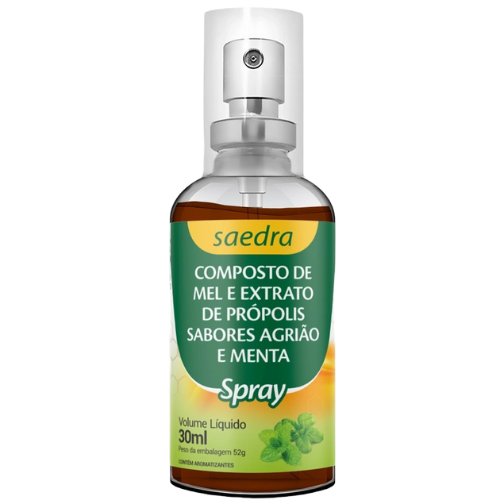 saedra
COMPOSTO DE
MEL E EXTRATO
DE PRÓPOLIS
SABORES AGRIÃO
E MENTA
Spray
Volume Líquido
30ml
Peso da embalagem 52g
CONTÉM AROMATIZANTES